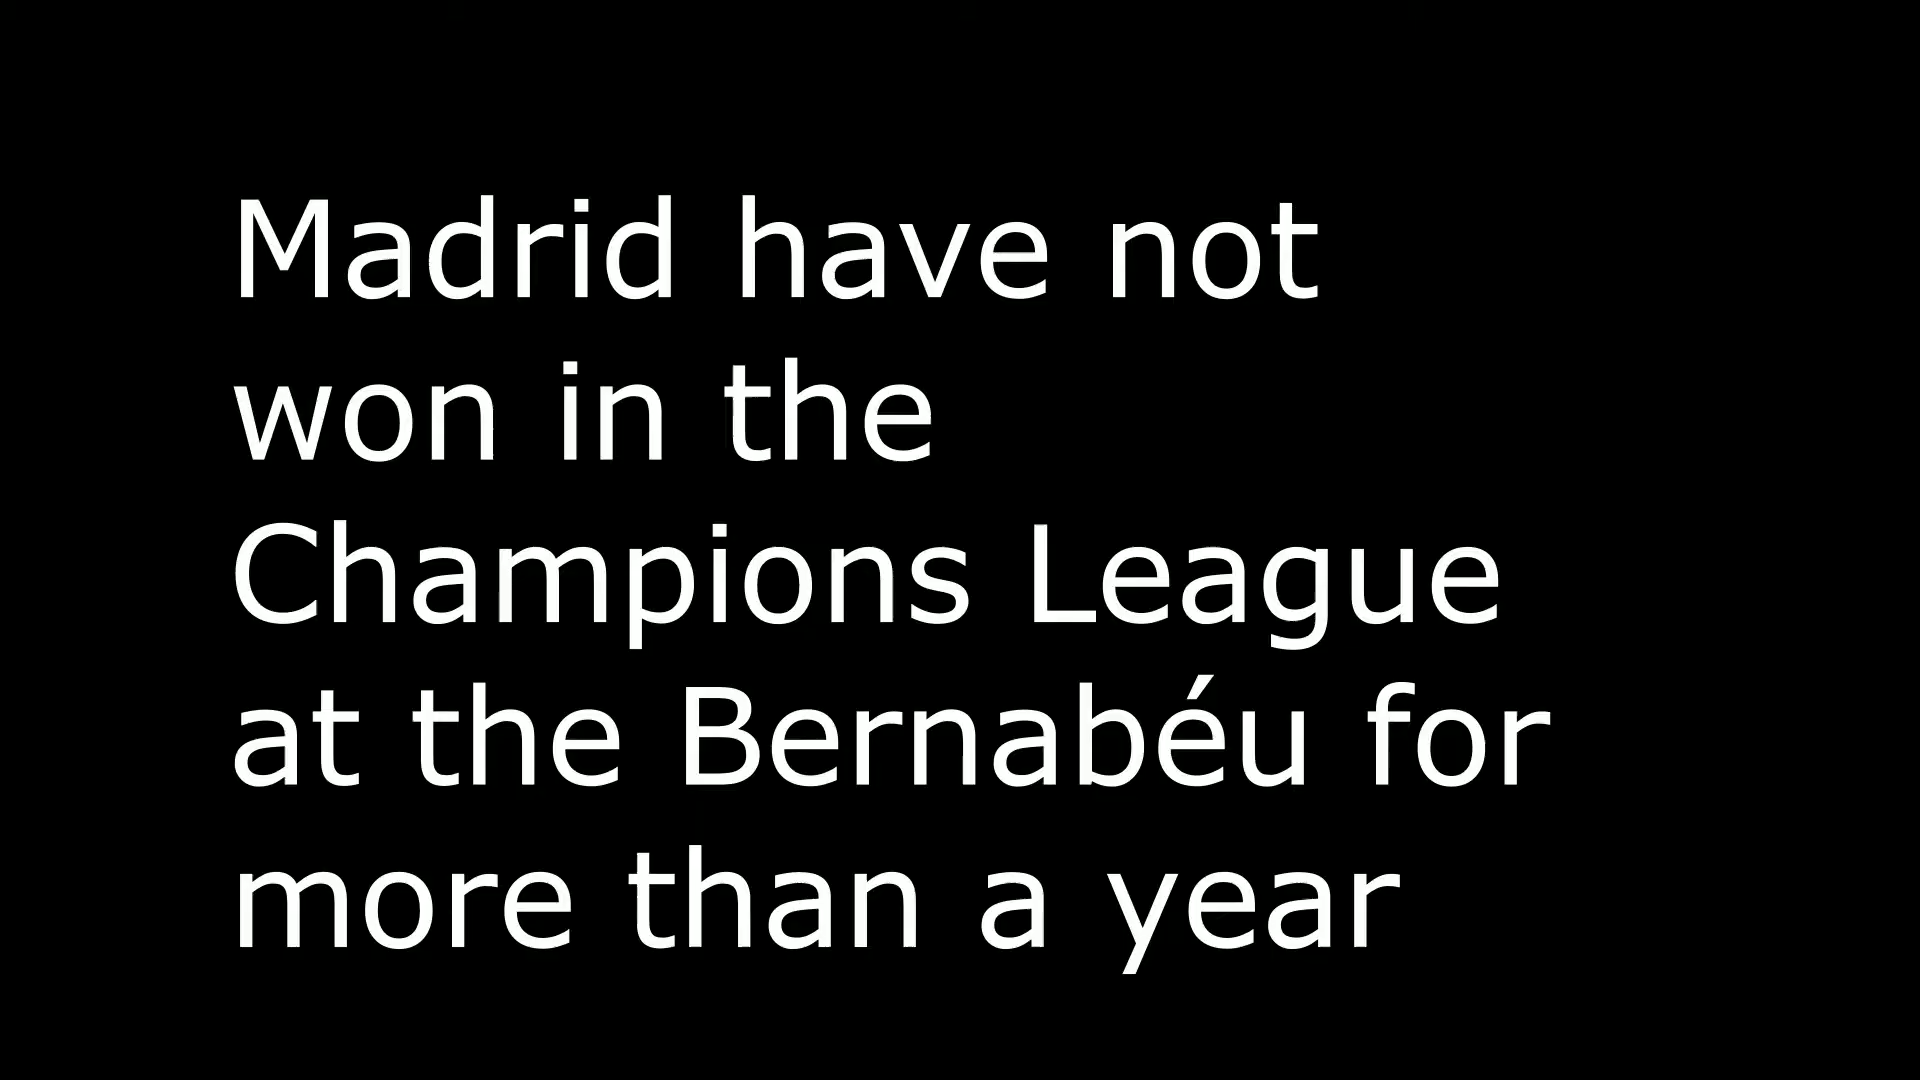 Madrid have not
won in the
Champions League
at the Bernabéu for
more than a year